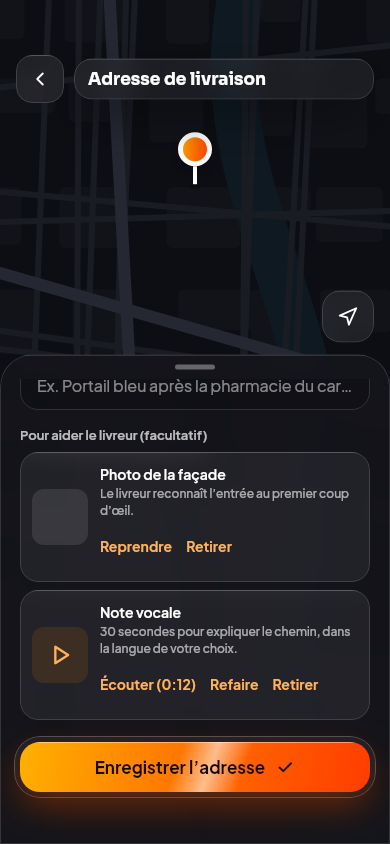 Adresse de livraison
Ex. Portail bleu après la pharmacie du car…
Pour aider le livreur (facultatif)
Photo de la façade
Le livreur reconnaît l’entrée au premier coup
d’œil.
Reprendre Retirer
Note vocale
30 secondes pour expliquer le chemin, dans
la langue de votre choix.
Écouter (0:12) Refaire Retirer
Enregistrer l’adresse